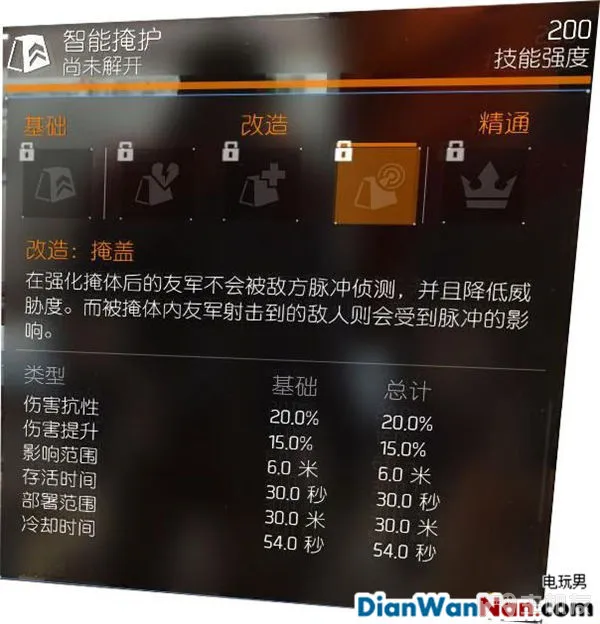 智能掩护
尚未解开
200
技能强度
基础
改造
精通
改造：掩盖
在强化掩体后的友军不会被敌方脉冲侦测，并且降低威
胁度。而被掩体内友军射击到的敌人则会受到脉冲的影
响。
类型 基础 总计
伤害抗性 20.0% 20.0%
伤害提升 15.0% 15.0%
影响范围 6.0 米 6.0 米
存活时间 30.0 秒 30.0 秒
部署范围 30.0 米 30.0 米
冷却时间 54.0 秒 54.0 秒
电玩男
DianWanNan.com